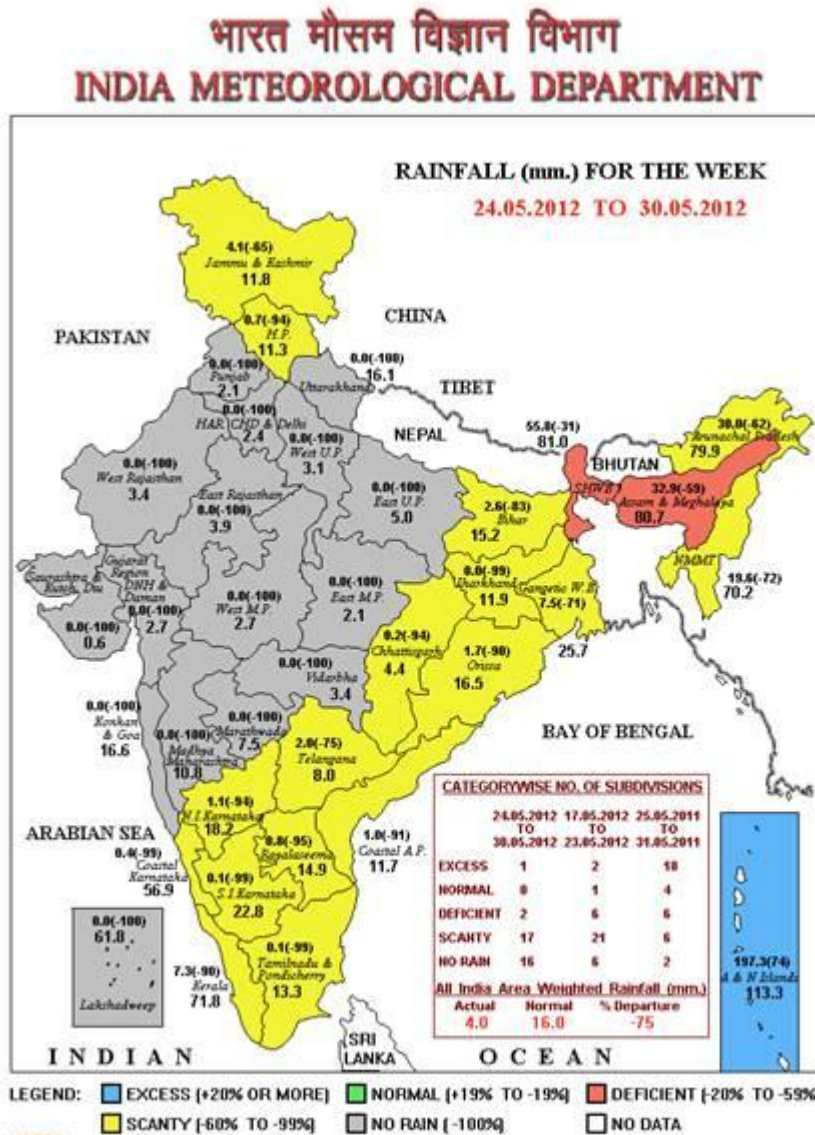 भारत मौसम विज्ञान विभाग
INDIA METEOROLOGICAL DEPARTMENT
RAINFALL (mm.) FOR THE WEEK
24.05.2012 TO 30.05.2012
4.1(-65)
Jammu & Kashmir
11.8
0.7(-94)
H.P.
11.3
CHINA
PAKISTAN
0.0(-100)
Punjab
2.1
0.0(-100)
16.1
Uttarakhand
TIBET
0.0(-100)
HAR. CHD & Delhi
2.4
NEPAL
0.0(-100)
West U.P.
3.1
55.8(-31)
81.0
BHUTAN
30.0(-62)
Arunachal Pradesh
79.9
0.0(-100)
West Rajasthan
3.4
East Rajasthan
0.0(-100)
3.9
0.0(-100)
East U.P.
5.0
SHWB
32.9(-59)
Assam & Meghalaya
80.7
2.6(-83)
Bihar
15.2
NMMT
19.6(-72)
70.2
Saurashtra &
Kutch, Diu
0.0(-100)
0.6
Gujarat
Region
DNH &
Daman
0.0(-100)
2.7
0.0(-100)
West M.P.
2.7
0.0(-100)
East M.P.
2.1
0.0(-99)
Jharkhand
11.9
Gangetic W.B.
7.5(-71)
25.7
0.2(-94)
Chhattisgarh
4.4
1.7(-90)
Orissa
16.5
0.0(-100)
Vidarbha
3.4
0.0(-100)
Konkan
& Goa
16.6
0.0(-100)
Madhya
Maharashtra
10.8
0.0(-100)
Marathwada
7.5
2.0(-75)
Telangana
8.0
BAY OF BENGAL
1.1(-94)
N.I.Karnataka
18.2
ARABIAN SEA
0.4(-99)
Coastal
Karnataka
56.9
0.8(-95)
Rayalaseema
14.9
1.0(-91)
Coastal A.P.
11.7
0.1(-99)
S.I.Karnataka
22.8
0.0(-100)
61.8
Lakshadweep
7.3(-90)
Kerala
71.8
0.1(-99)
Tamilnadu &
Pondicherry
13.3
CATEGORYWISE NO. OF SUBDIVISIONS
24.05.2012 17.05.2012 25.05.2011
TO TO TO
30.05.2012 23.05.2012 31.05.2011
EXCESS 1 2 18
NORMAL 0 1 4
DEFICIENT 2 6 6
SCANTY 17 21 6
NO RAIN 16 6 2
All India Area Weighted Rainfall (mm.)
Actual Normal % Departure
4.0 16.0 -75
197.3(74)
A & N Islands
113.3
SRI
LANKA
INDIAN OCEAN
LEGEND: EXCESS [+20% OR MORE] NORMAL [+19% TO -19%] DEFICIENT [-20% TO -59%
SCANTY [-60% TO -99%] NO RAIN [ -100%] NO DATA